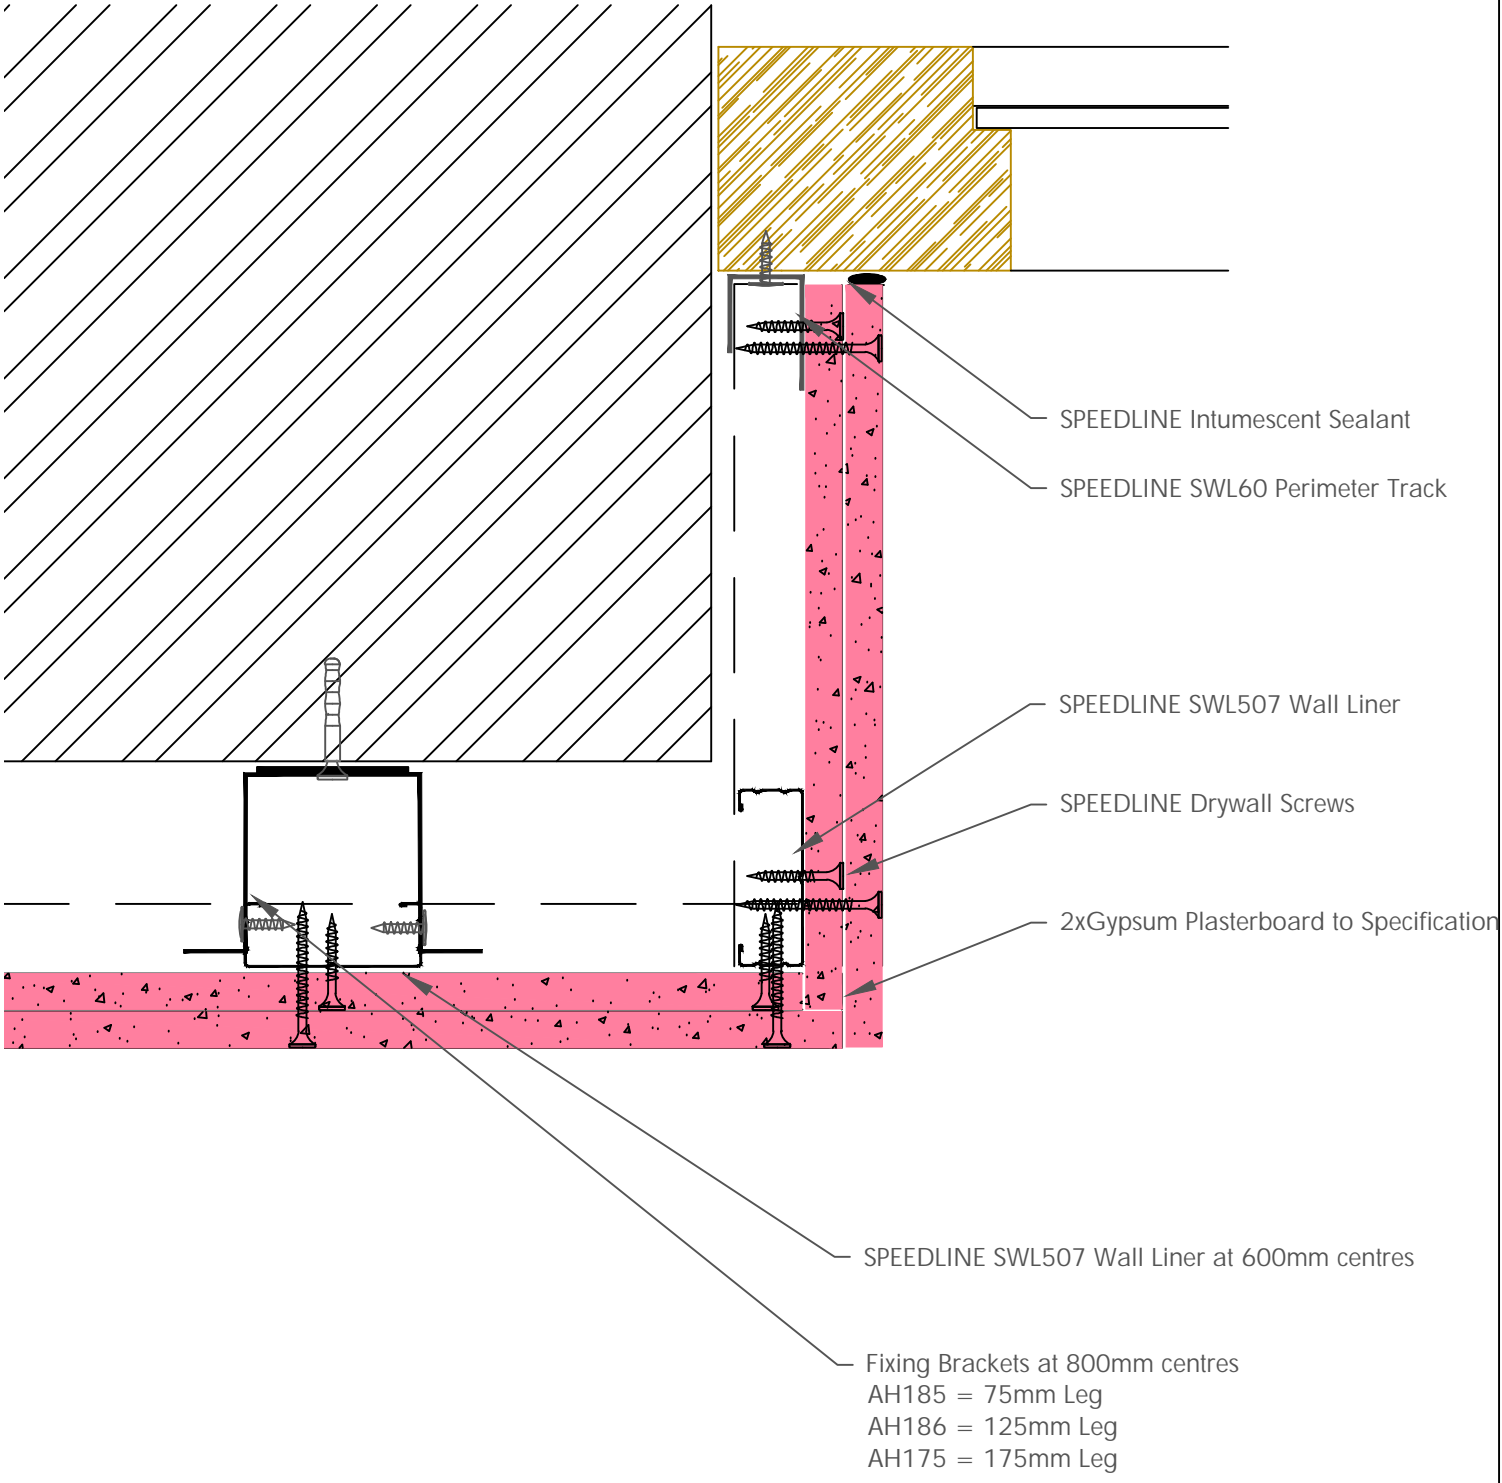 SPEEDLINE Intumescent Sealant
SPEEDLINE SWL60 Perimeter Track
SPEEDLINE SWL507 Wall Liner
SPEEDLINE Drywall Screws
2xGypsum Plasterboard to Specification
SPEEDLINE SWL507 Wall Liner at 600mm centres
Fixing Brackets at 800mm centres
AH185 = 75mm Leg
AH186 = 125mm Leg
AH175 = 175mm Leg